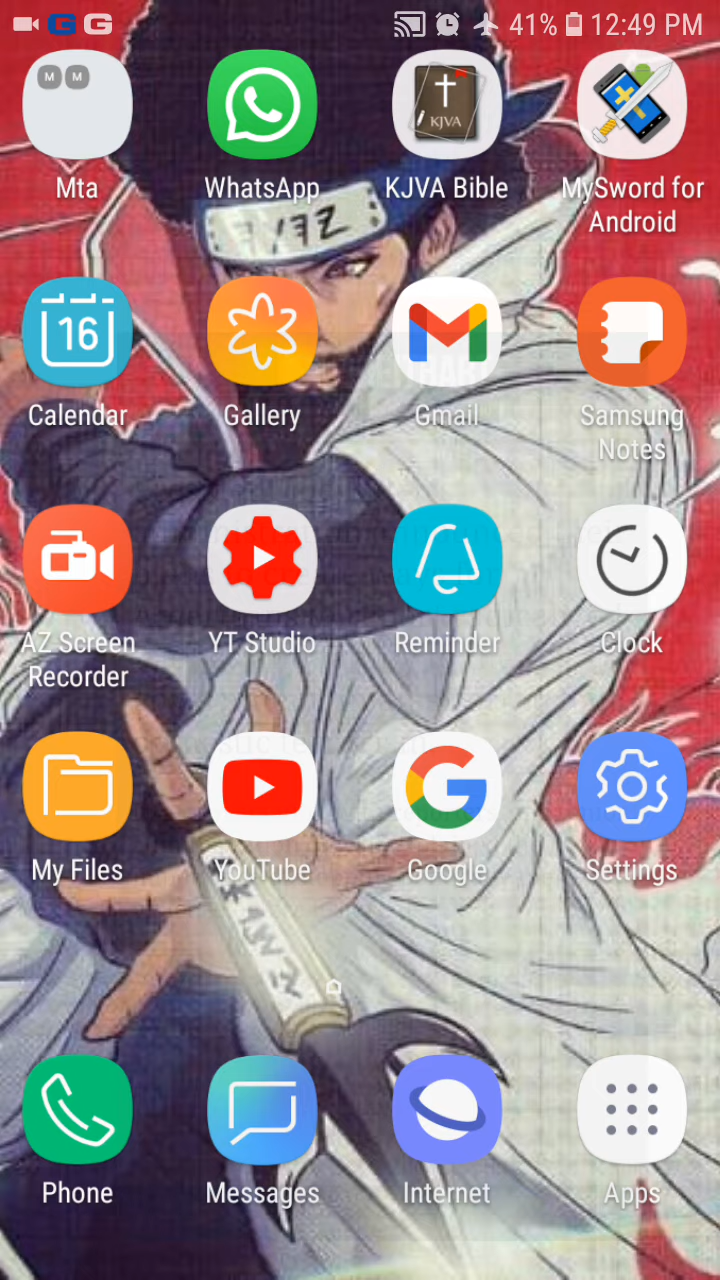 G G 41% 12:49 PM
M M
KJVA
Mta WhatsApp KJVA Bible MySword for
Android
16
Calendar Gallery Gmail Samsung
Notes
AZ Screen YT Studio Reminder Clock
Recorder
My Files YouTube Google Settings
Phone Messages Internet Apps